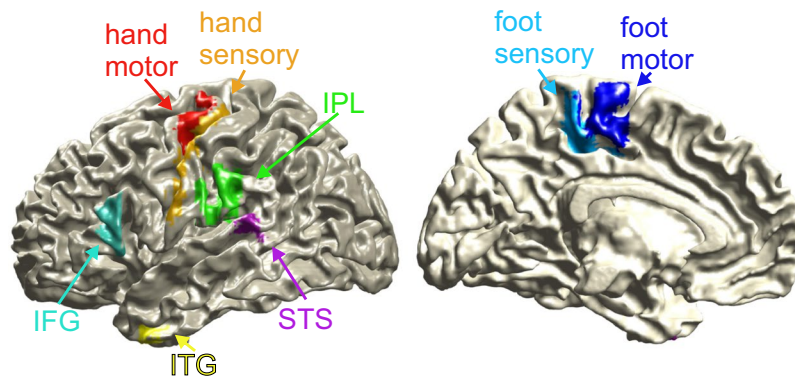 hand
motor
hand
sensory
IPL
IFG
ITG
STS
foot
sensory
foot
motor